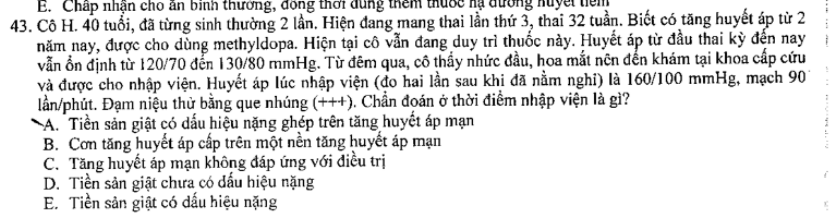 E. Chấp nhận cho ăn bình thường, đồng thời dùng thêm thuốc hạ đường huyết tiêm
43. Cô H. 40 tuổi, đã từng sinh thường 2 lần. Hiện đang mang thai lần thứ 3, thai 32 tuần. Biết có tăng huyết áp từ 2
năm nay, được cho dùng methyldopa. Hiện tại cô vẫn đang duy trì thuốc này. Huyết áp từ đầu thai kỳ đến nay
vẫn ổn định từ 120/70 đến 130/80 mmHg. Từ đêm qua, cô thấy nhức đầu, hoa mắt nên đến khám tại khoa cấp cứu
và được cho nhập viện. Huyết áp lúc nhập viện (đo hai lần sau khi đã nằm nghỉ) là 160/100 mmHg, mạch 90
lần/phút. Đạm niệu thử bằng que nhúng (+++). Chẩn đoán ở thời điểm nhập viện là gì?
A. Tiền sản giật có dấu hiệu nặng ghép trên tăng huyết áp mạn
B. Cơn tăng huyết áp cấp trên một nền tăng huyết áp mạn
C. Tăng huyết áp mạn không đáp ứng với điều trị
D. Tiền sản giật chưa có dấu hiệu nặng
E. Tiền sản giật có dấu hiệu nặng